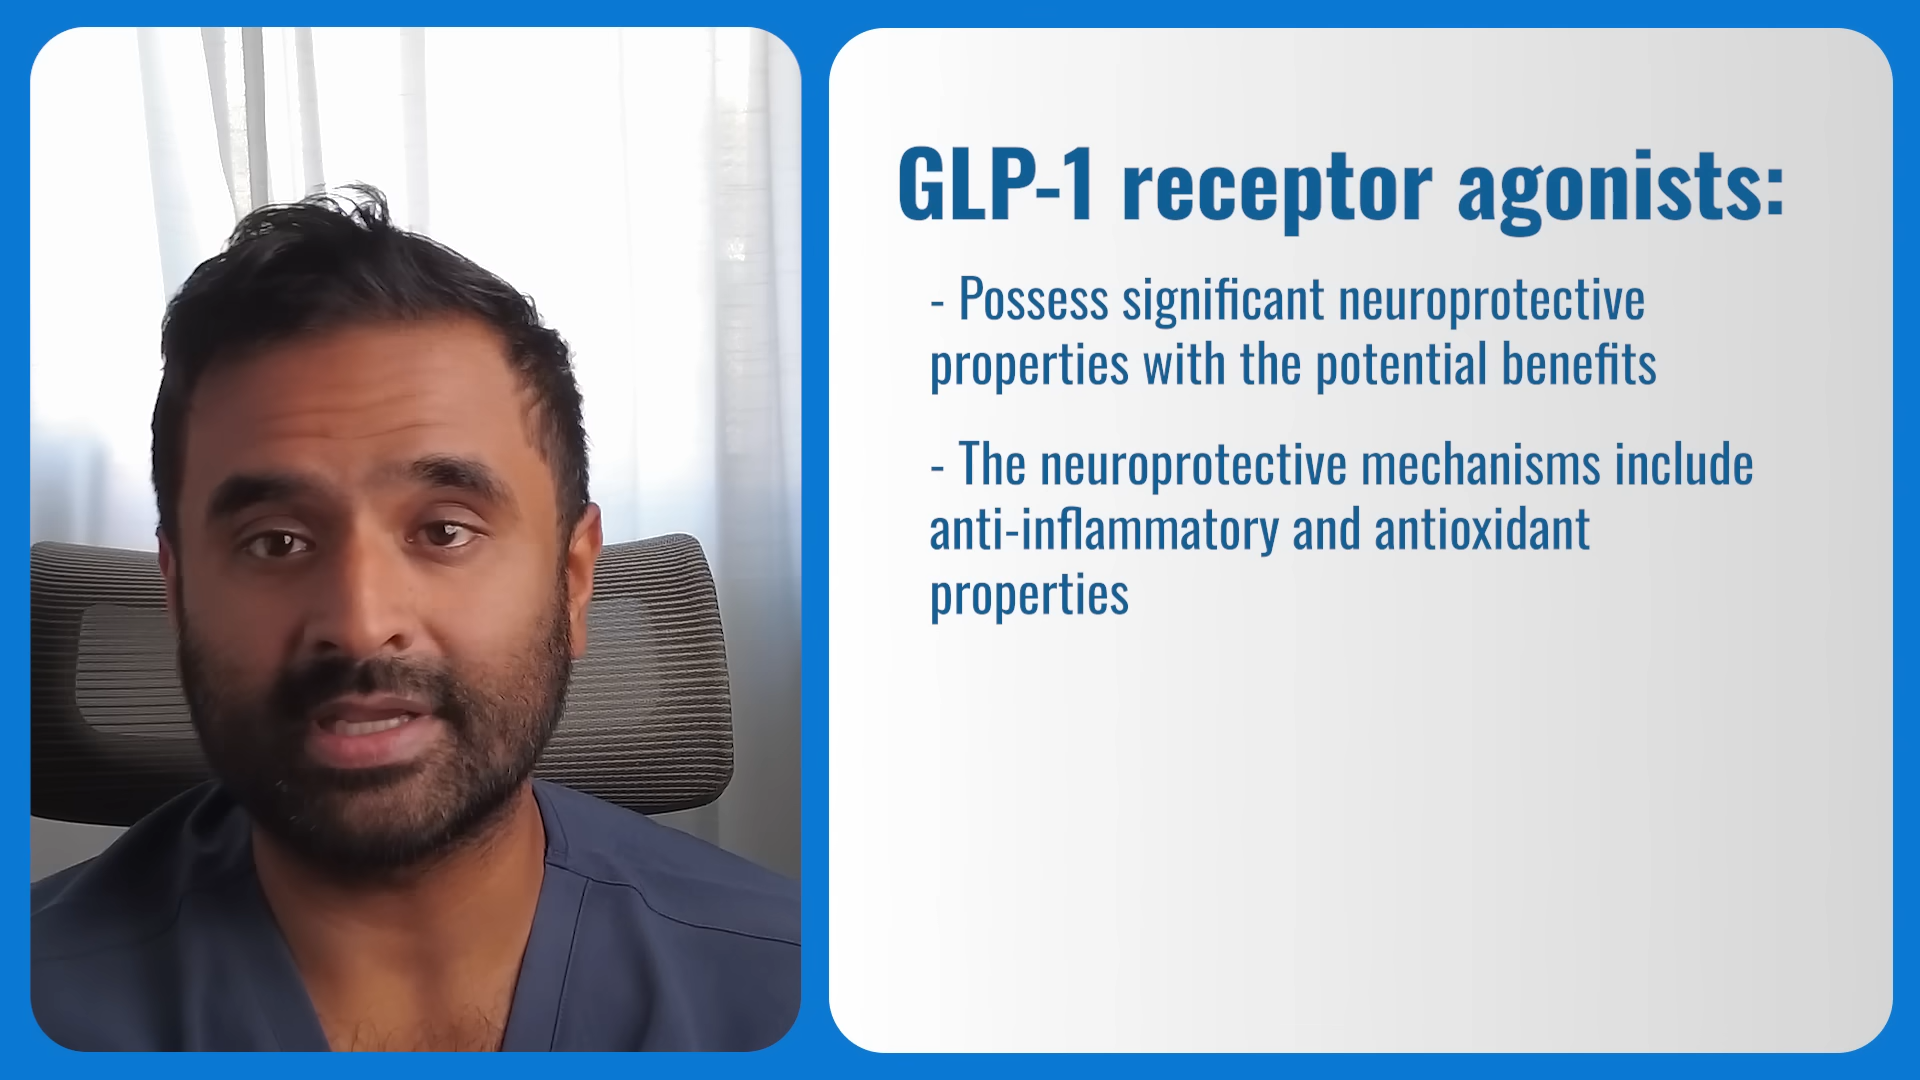 GLP-1 receptor agonists:
- Possess significant neuroprotective
properties with the potential benefits
- The neuroprotective mechanisms include
anti-inflammatory and antioxidant
properties